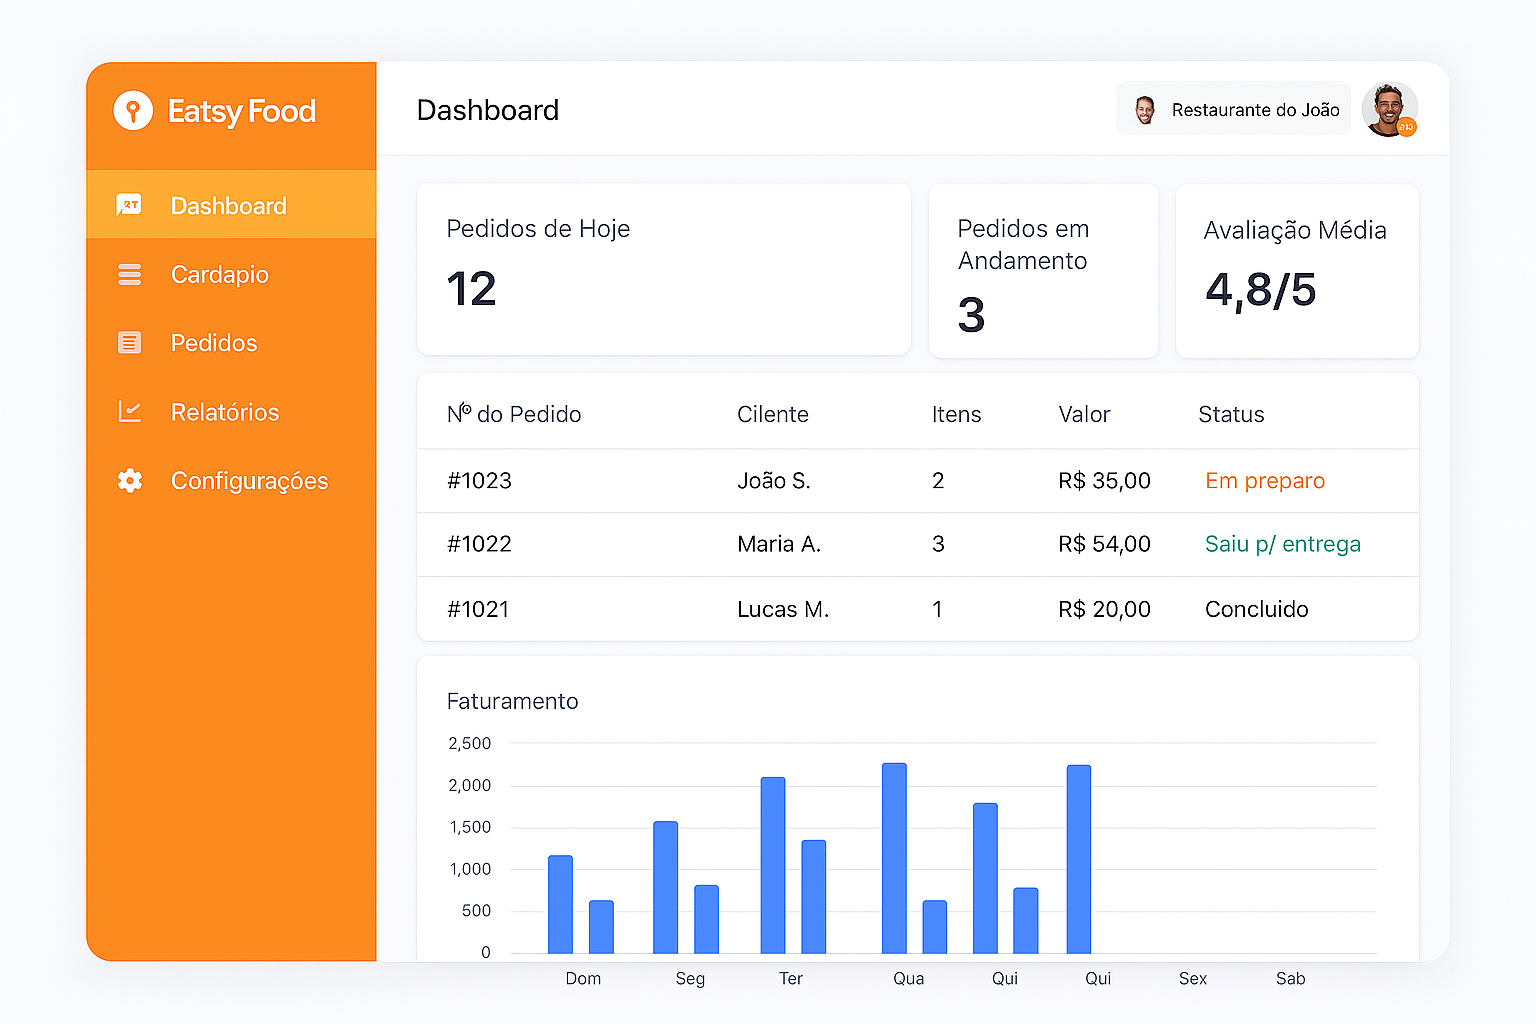 Eatsy Food
Dashboard
Restaurante do João
Dashboard
Cardapio
Pedidos
Relatórios
Configuraçóes
Pedidos de Hoje
12
Pedidos em
Andamento
3
Avaliação Média
4,8/5
Nº do Pedido Cilente Itens Valor Status
#1023 João S. 2 R$ 35,00 Em preparo
#1022 Maria A. 3 R$ 54,00 Saiu p/ entrega
#1021 Lucas M. 1 R$ 20,00 Concluido
Faturamento
2,500
2,000
1,500
1,000
500
0
Dom Seg Ter Qua Qui Qui Sex Sab